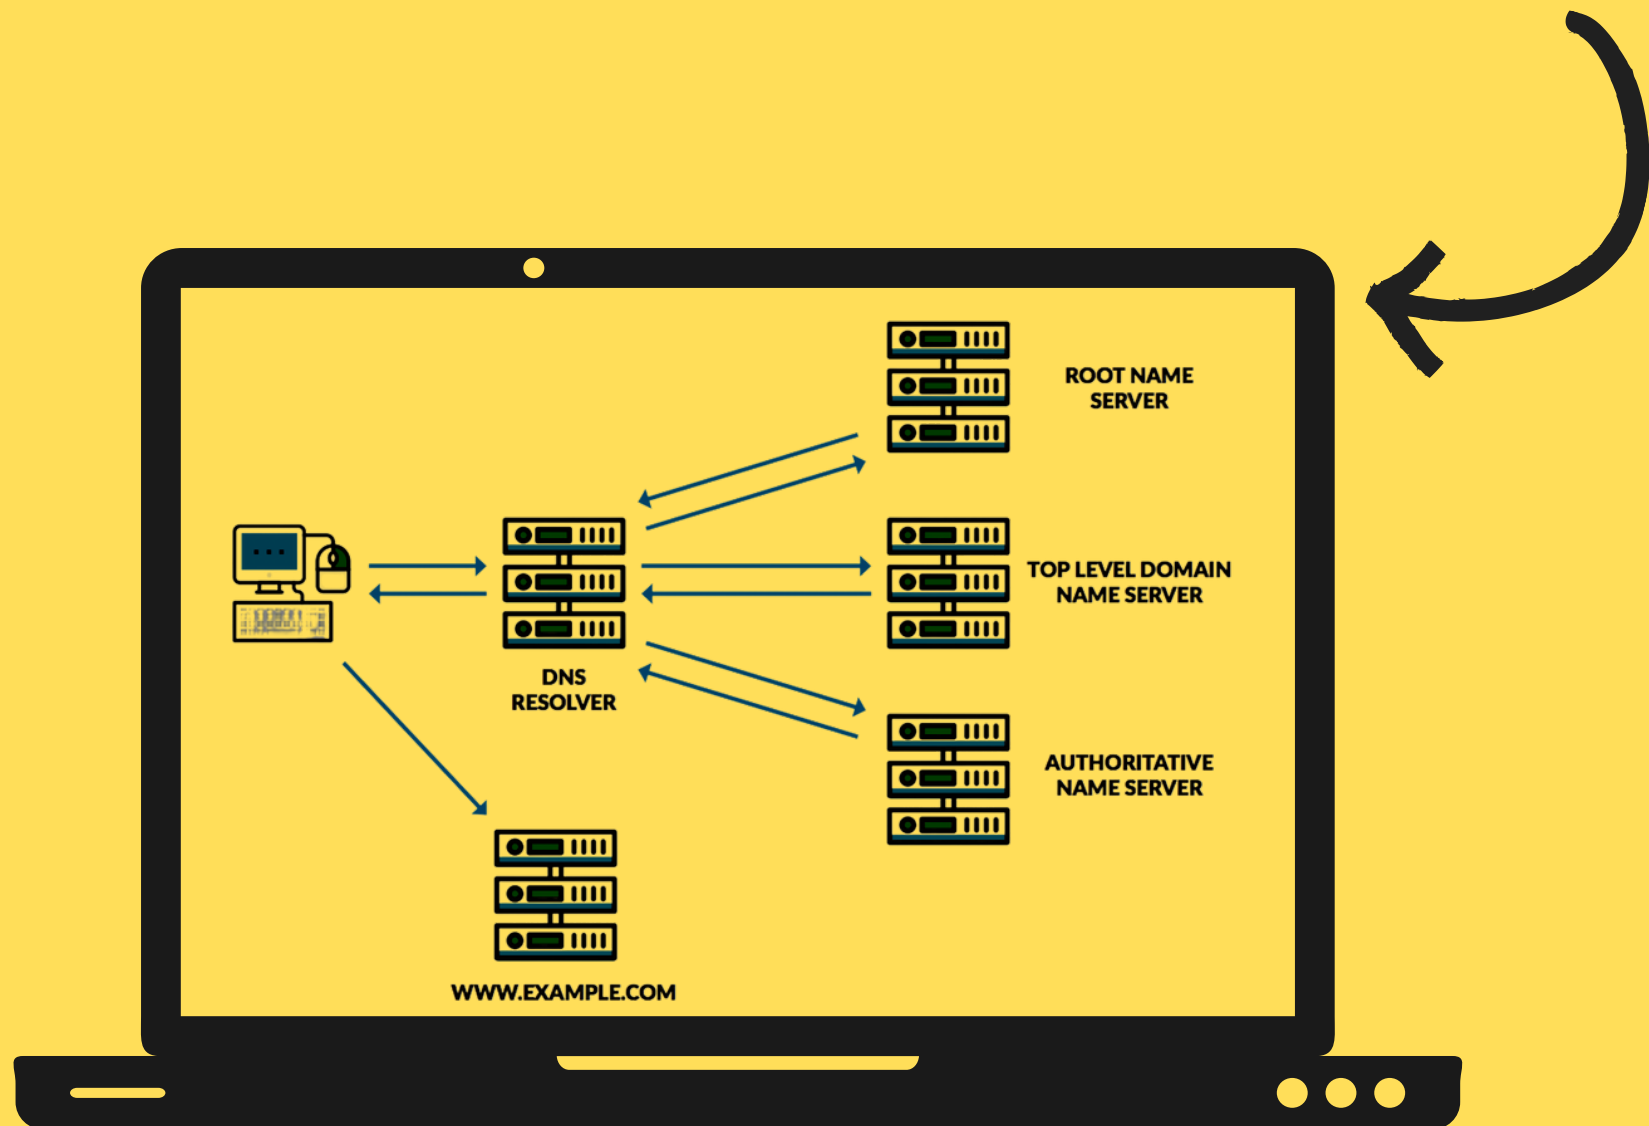 ROOT NAME
SERVER
TOP LEVEL DOMAIN
NAME SERVER
DNS
RESOLVER
AUTHORITATIVE
NAME SERVER
WWW.EXAMPLE.COM